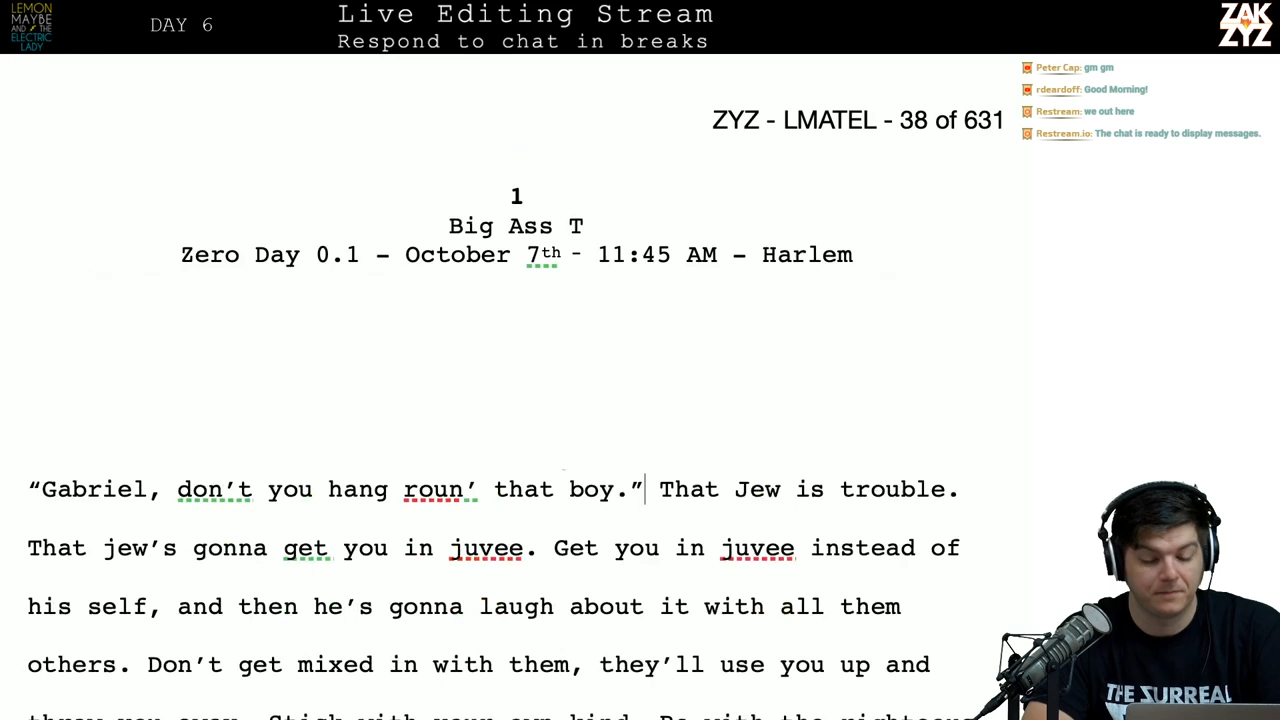 LEMON
MAYBE
AND THE
ELECTRIC
LADY
DAY 6
Live Editing Stream
Respond to chat in breaks
ZAK
ZYZ
Peter Cap: gm gm
rdeardoff: Good Morning!
Restream: we out here
Restream.io: The chat is ready to display messages.
ZYZ - LMATEL - 38 of 631
1
Big Ass T
Zero Day 0.1 – October 7th - 11:45 AM – Harlem
“Gabriel, don’t you hang roun’ that boy.” That Jew is trouble.
That jew’s gonna get you in juvee. Get you in juvee instead of
his self, and then he’s gonna laugh about it with all them
others. Don’t get mixed in with them, they’ll use you up and
THE SURREAL